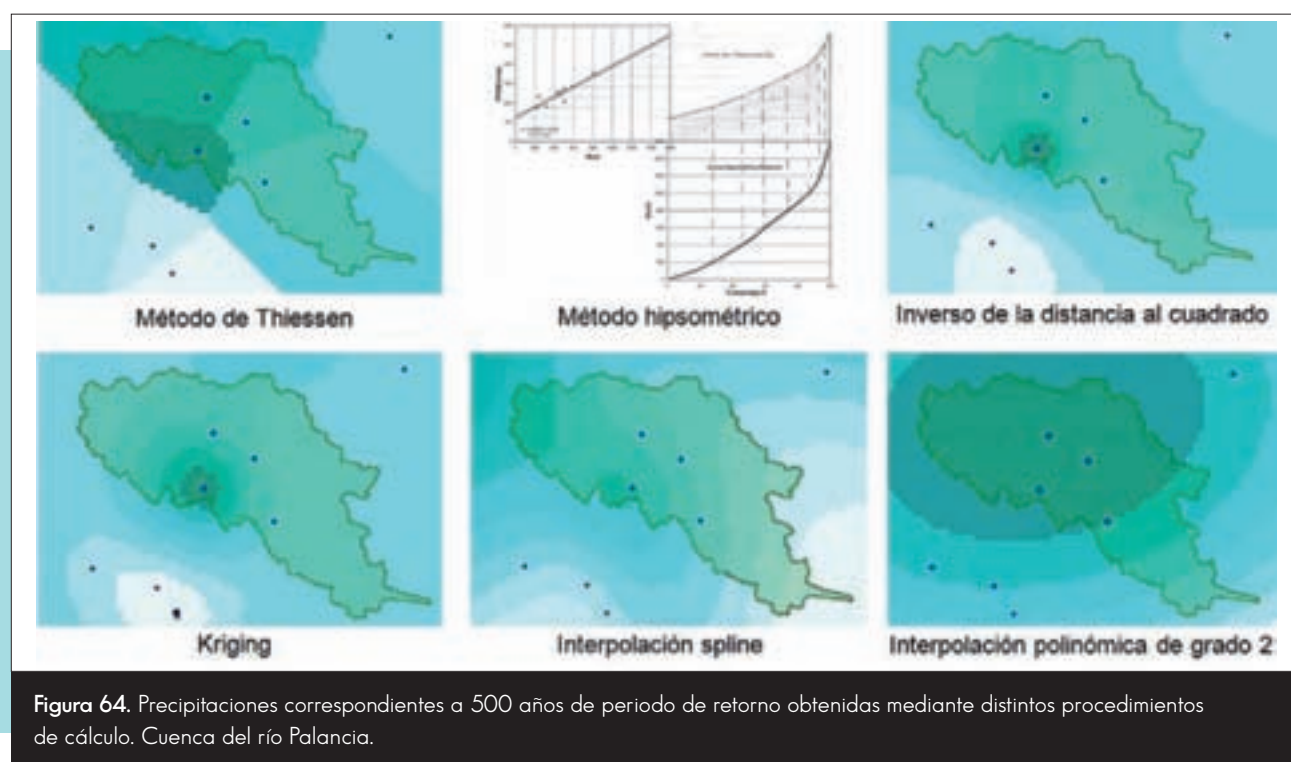 Método de Thiessen
Método hipsométrico
Inverso de la distancia al cuadrado
Kriging
Interpolación spline
Interpolación polinómica de grado 2
Figura 64. Precipitaciones correspondientes a 500 años de periodo de retorno obtenidas mediante distintos procedimientos
de cálculo. Cuenca del río Palancia.